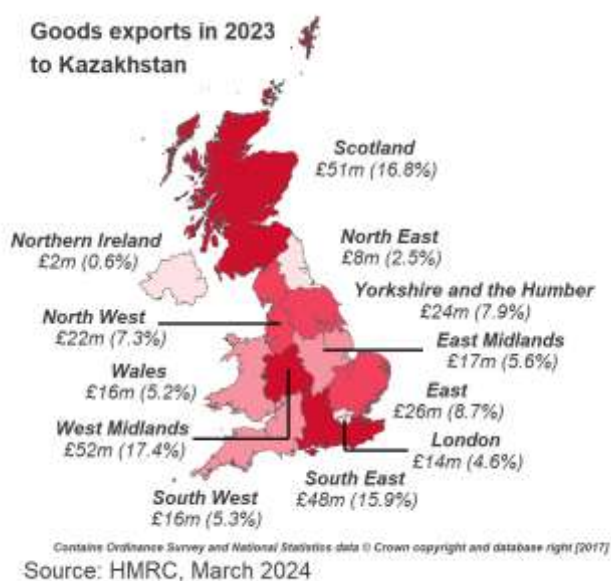 Goods exports in 2023
to Kazakhstan
Scotland
£51m (16.8%)
Northern Ireland
£2m (0.6%)
North East
£8m (2.5%)
Yorkshire and the Humber
£24m (7.9%)
North West
£22m (7.3%)
East Midlands
£17m (5.6%)
Wales
£16m (5.2%)
East
£26m (8.7%)
West Midlands
£52m (17.4%)
London
£14m (4.6%)
South East
£48m (15.9%)
South West
£16m (5.3%)
Contains Ordinance Survey and National Statistics data © Crown copyright and database right [2017]
Source: HMRC, March 2024